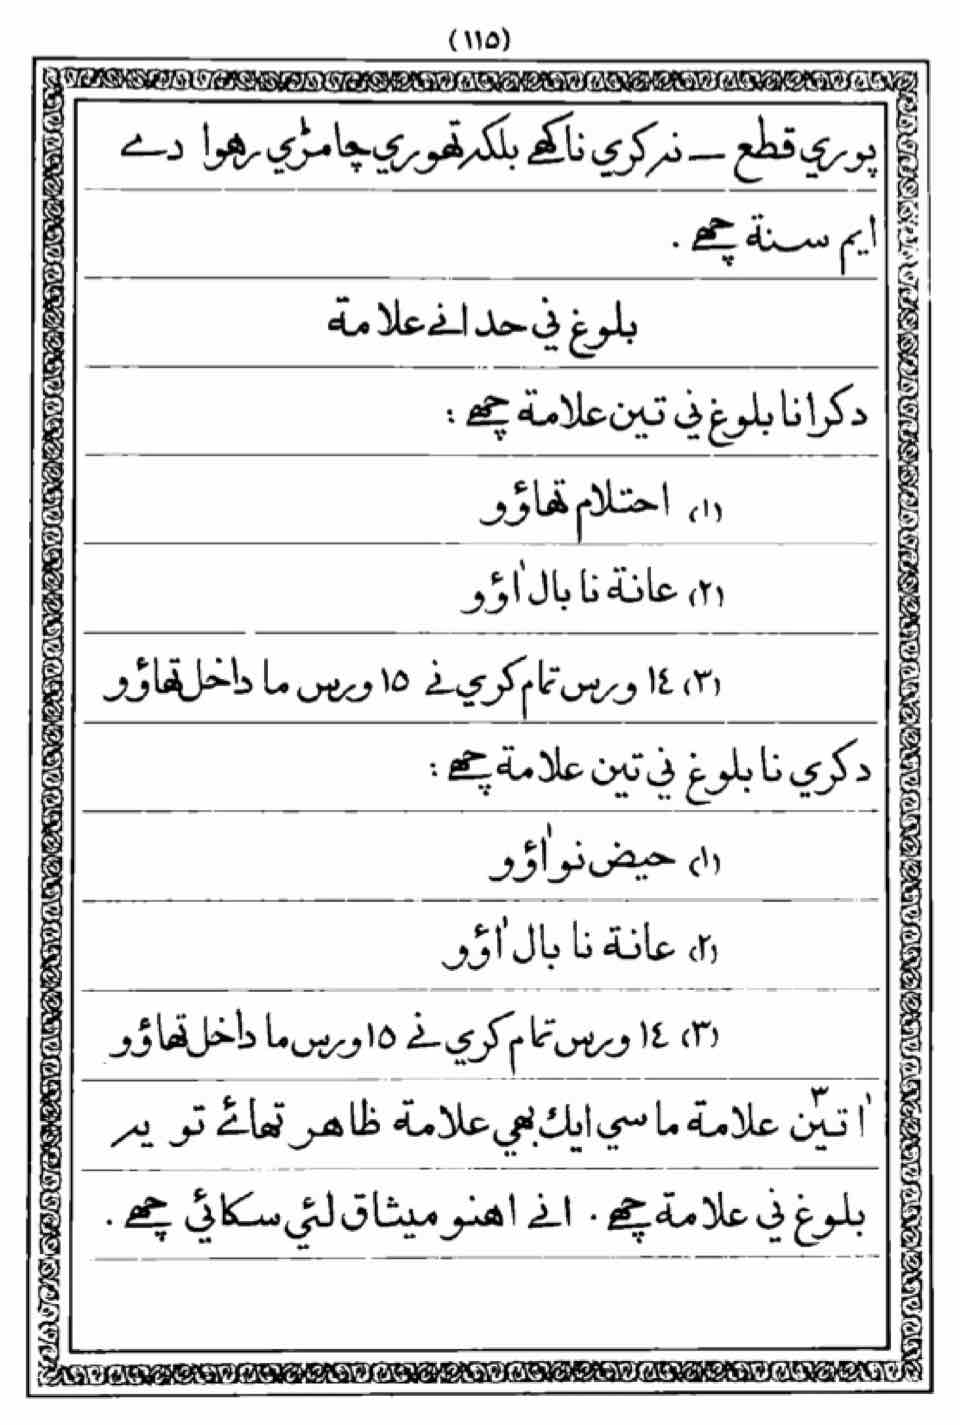 (١١٥)
پوري قطع — نہ كري ناكھے بلكہ تھوري چامڑي رهوا دے
ايم سنة چھے .
بلوغ ني حد انے علامة
دكرا نا بلوغ ني تين علامة چھے :
(١) احتلام تھاؤو
(٢) عانة نا بال اٰؤو
(٣) ١٤ ورس تمام كري نے ١٥ ورس ما داخل تھاؤو
دكري نا بلوغ ني تين علامة چھے :
(١) حيض نو اٰؤو
(٢) عانة نا بال اٰؤو
(٣) ١٤ ورس تمام كري نے ١٥ ورس ما داخل تھاؤو
اٰ تين ٣ علامة ما سي ايك بھي علامة ظاهر تھائے تو يہ
بلوغ ني علامة چھے . انے اهنو ميثاق لئي سكائي چھے .